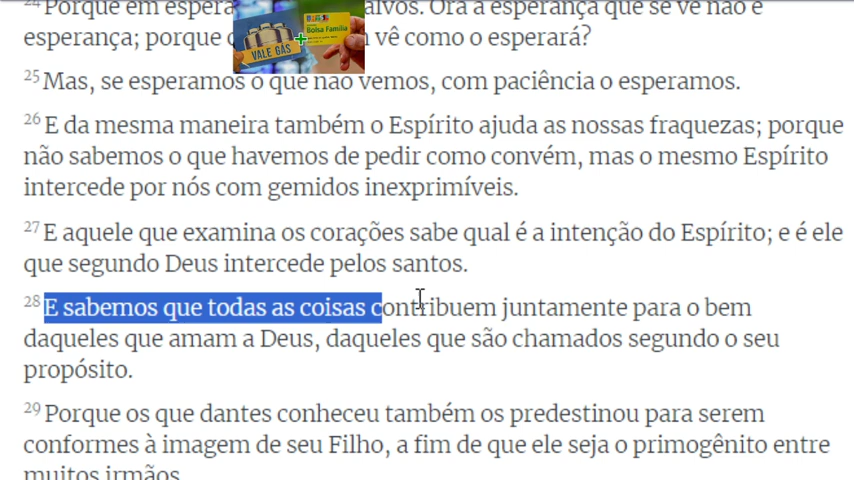 24 Porque em espera alvos. Ora a esperança que se vê não é
esperança; porque o vê como o esperará?
VALE GÁS
Bolsa Família
25 Mas, se esperamos o que não vemos, com paciência o esperamos.
26 E da mesma maneira também o Espírito ajuda as nossas fraquezas; porque
não sabemos o que havemos de pedir como convém, mas o mesmo Espírito
intercede por nós com gemidos inexprimíveis.
27 E aquele que examina os corações sabe qual é a intenção do Espírito; e é ele
que segundo Deus intercede pelos santos.
28 E sabemos que todas as coisas contribuem juntamente para o bem
daqueles que amam a Deus, daqueles que são chamados segundo o seu
propósito.
29 Porque os que dantes conheceu também os predestinou para serem
conformes à imagem de seu Filho, a fim de que ele seja o primogênito entre
muitos irmãos.